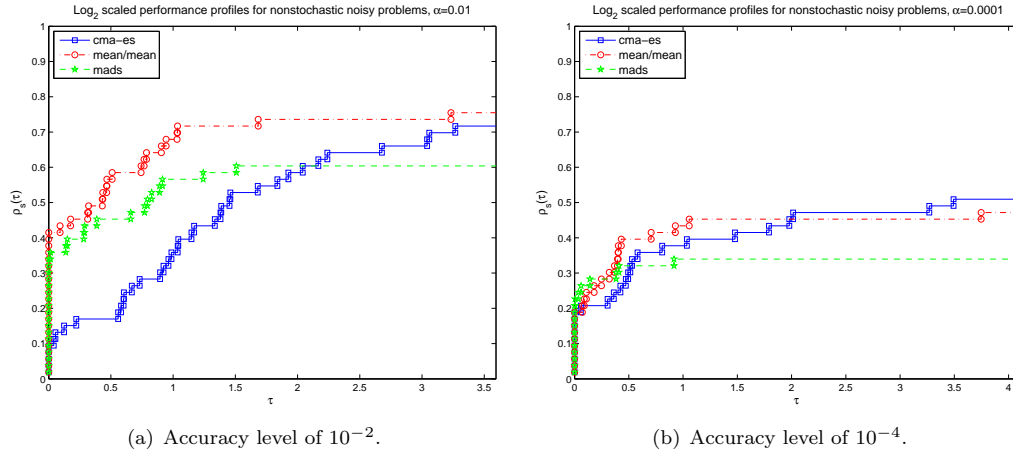 Log2 scaled performance profiles for nonstochastic noisy problems, α=0.01
cma-es
mean/mean
mads
1
0.9
0.8
0.7
0.6
0.5
0.4
0.3
0.2
0.1
0
ρs(τ)
0 0.5 1 1.5 2 2.5 3 3.5
τ
(a) Accuracy level of 10−2.
Log2 scaled performance profiles for nonstochastic noisy problems, α=0.0001
cma-es
mean/mean
mads
1
0.9
0.8
0.7
0.6
0.5
0.4
0.3
0.2
0.1
0
ρs(τ)
0 0.5 1 1.5 2 2.5 3 3.5 4
τ
(b) Accuracy level of 10−4.